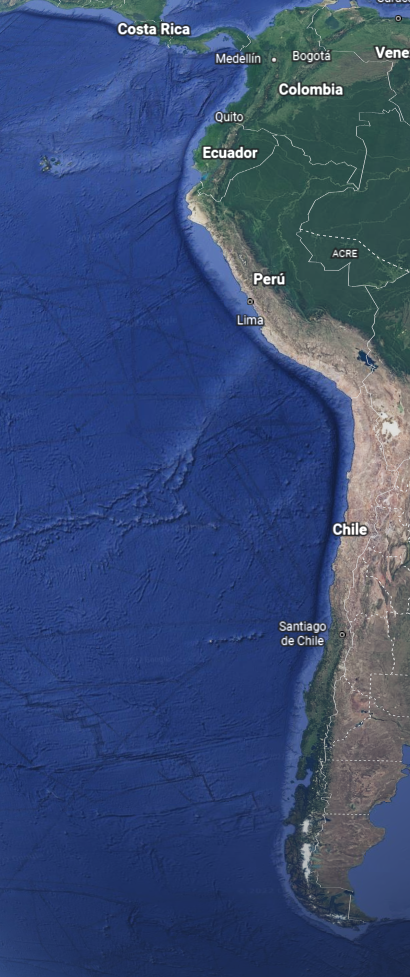 Costa Rica
Medellín
Bogotá
Vene
Colombia
Quito
Ecuador
ACRE
Perú
Lima
Chile
Santiago
de Chile